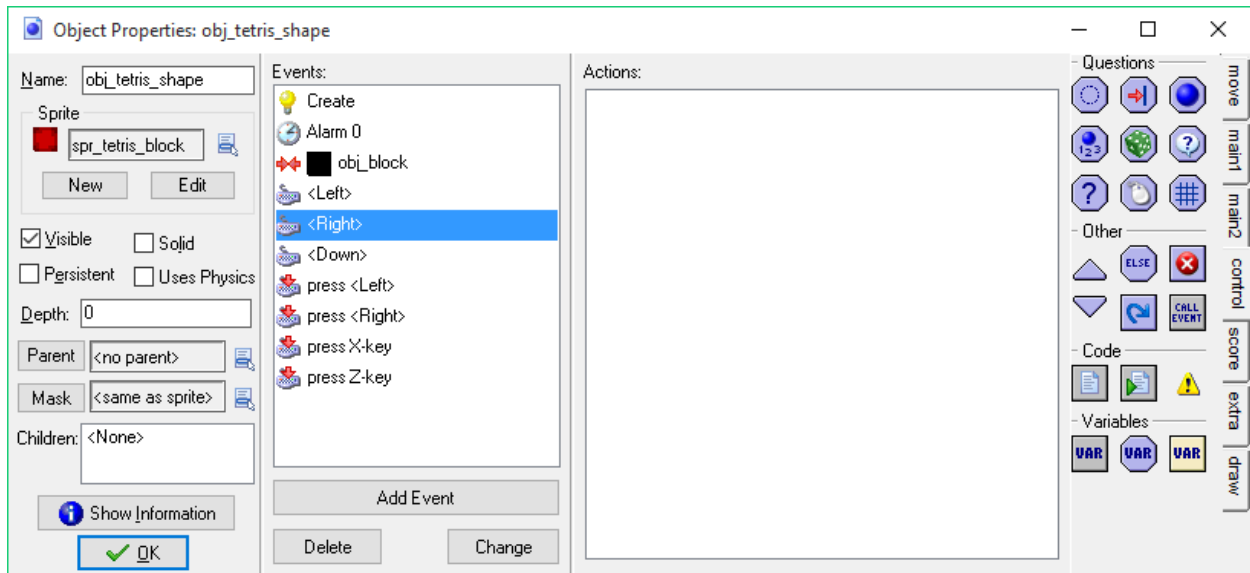 Object Properties: obj_tetris_shape
Name: obj_tetris_shape
Sprite
spr_tetris_block
New Edit
Visible Solid
Persistent Uses Physics
Depth: 0
Parent <no parent>
Mask <same as sprite>
Children: <None>
Show Information
OK
Events:
Create
Alarm 0
obj_block
<Left>
<Right>
<Down>
press <Left>
press <Right>
press X-key
press Z-key
Add Event
Delete Change
Actions:
Questions
1 2 3
?
?
Other
ELSE
CALL
EVENT
Code
Variables
VAR VAR VAR
move
main1
main2
control
score
extra
draw